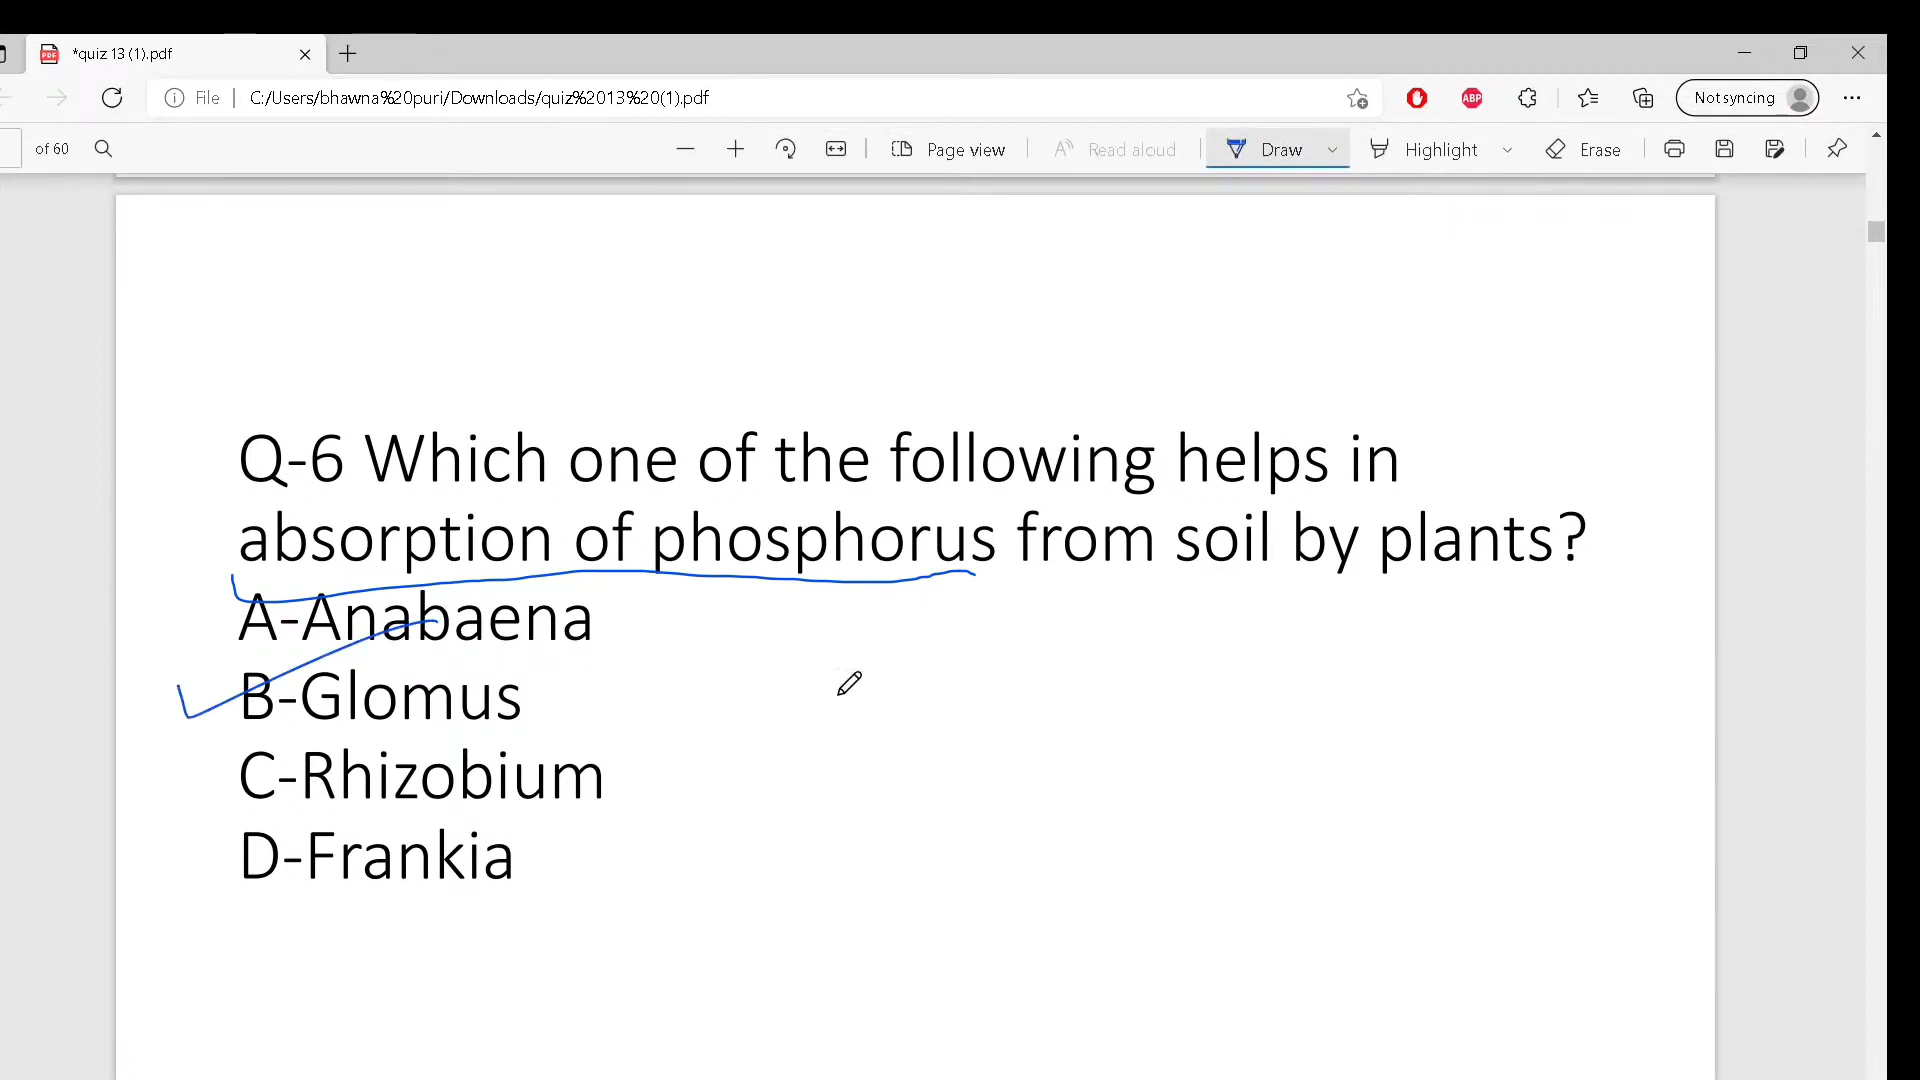 *quiz 13 (1).pdf
File C:/Users/bhawna%20puri/Downloads/quiz%2013%20(1).pdf
ABP
Not syncing
of 60
Page view
Read aloud
Draw
Highlight
Erase
Q-6 Which one of the following helps in
absorption of phosphorus from soil by plants?
A-Anabaena
B-Glomus
C-Rhizobium
D-Frankia